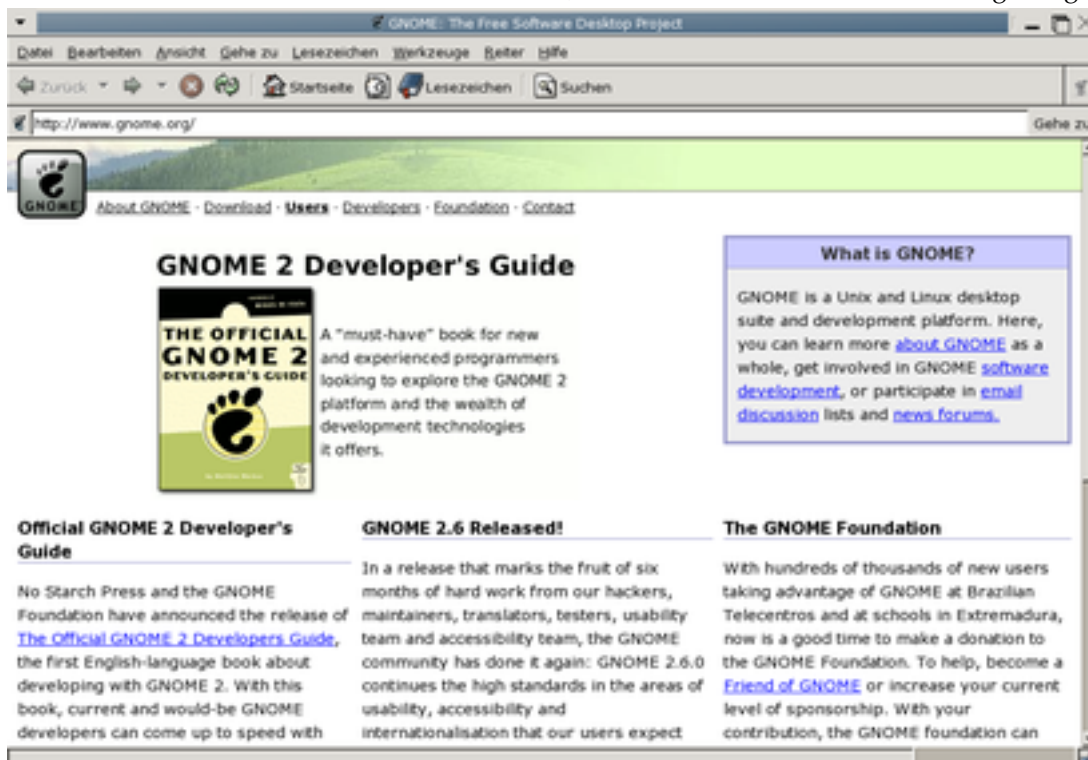 GNOME: The Free Software Desktop Project
Datei Bearbeiten Ansicht Gehe zu Lesezeichen Werkzeuge Reiter Hilfe
Zurück Startseite Lesezeichen Suchen
http://www.gnome.org/ Gehe zu
GNOME
About GNOME · Download · Users · Developers · Foundation · Contact
GNOME 2 Developer's Guide
THE OFFICIAL
GNOME 2
DEVELOPER'S GUIDE
A "must-have" book for new
and experienced programmers
looking to explore the GNOME 2
platform and the wealth of
development technologies
it offers.
What is GNOME?
GNOME is a Unix and Linux desktop
suite and development platform. Here,
you can learn more about GNOME as a
whole, get involved in GNOME software
development, or participate in email
discussion lists and news forums.
Official GNOME 2 Developer's
Guide
No Starch Press and the GNOME
Foundation have announced the release of
The Official GNOME 2 Developers Guide,
the first English-language book about
developing with GNOME 2. With this
book, current and would-be GNOME
developers can come up to speed with
GNOME 2.6 Released!
In a release that marks the fruit of six
months of hard work from our hackers,
maintainers, translators, testers, usability
team and accessibility team, the GNOME
community has done it again: GNOME 2.6.0
continues the high standards in the areas of
usability, accessibility and
internationalisation that our users expect
The GNOME Foundation
With hundreds of thousands of new users
taking advantage of GNOME at Brazilian
Telecentros and at schools in Extremadura,
now is a good time to make a donation to
the GNOME Foundation. To help, become a
Friend of GNOME or increase your current
level of sponsorship. With your
contribution, the GNOME foundation can